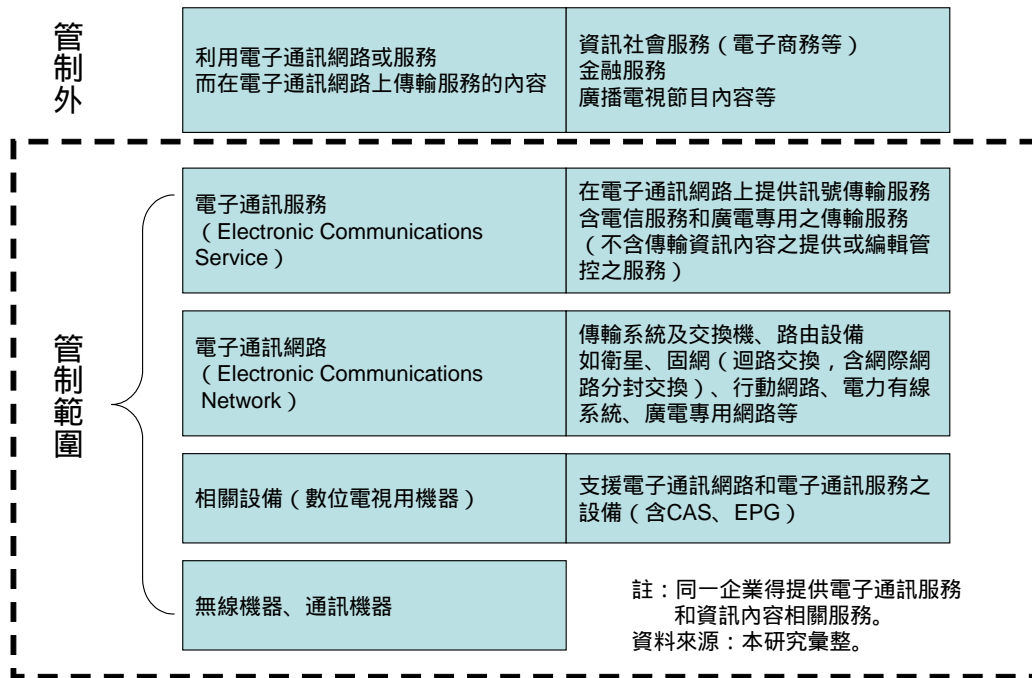 管制外
利用電子通訊網路或服務
而在電子通訊網路上傳輸服務的內容
資訊社會服務（電子商務等）
金融服務
廣播電視節目內容等
管制範圍
電子通訊服務
（Electronic Communications
Service）
在電子通訊網路上提供訊號傳輸服務
含電信服務和廣電專用之傳輸服務
（不含傳輸資訊內容之提供或編輯管
控之服務）
電子通訊網路
（Electronic Communications
Network）
傳輸系統及交換機、路由設備
如衛星、固網（迴路交換，含網際網
路分封交換）、行動網路、電力有線
系統、廣電專用網路等
相關設備（數位電視用機器）
支援電子通訊網路和電子通訊服務之
設備（含CAS、EPG）
無線機器、通訊機器
註：同一企業得提供電子通訊服務
和資訊內容相關服務。
資料來源：本研究彙整。